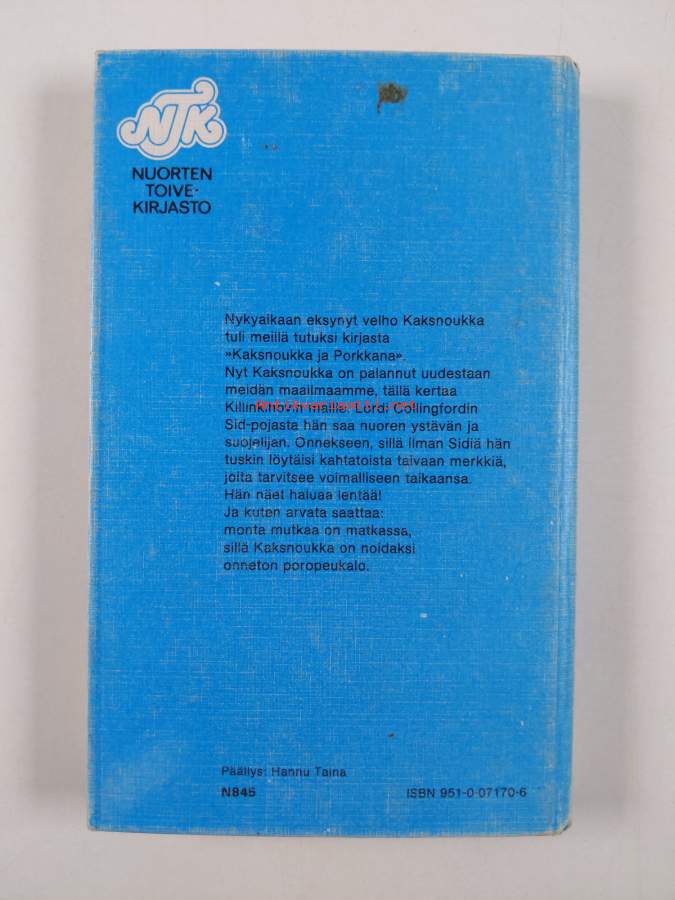 NTK
NUORTEN
TOIVE-
KIRJASTO
Nykyaikaan eksynyt velho Kaksnoukka
tuli meillä tutuksi kirjasta
»Kaksnoukka ja Porkkana».
Nyt Kaksnoukka on palannut uudestaan
meidän maailmaamme, tällä kertaa
Killinkihovin maille. Lordi Collingfordin
Antikvariaatti.net
Sid-pojasta hän saa nuoren ystävän ja
suojelijan. Onnekseen, sillä ilman Sidiä hän
tuskin löytäisi kahtatoista taivaan merkkiä,
joita tarvitsee voimalliseen taikaansa.
Hän näet haluaa lentää!
Ja kuten arvata saattaa:
monta mutkaa on matkassa,
sillä Kaksnoukka on noidaksi
onneton poropeukalo.
Päällys: Hannu Taina
N845
ISBN 951-0-07170-6